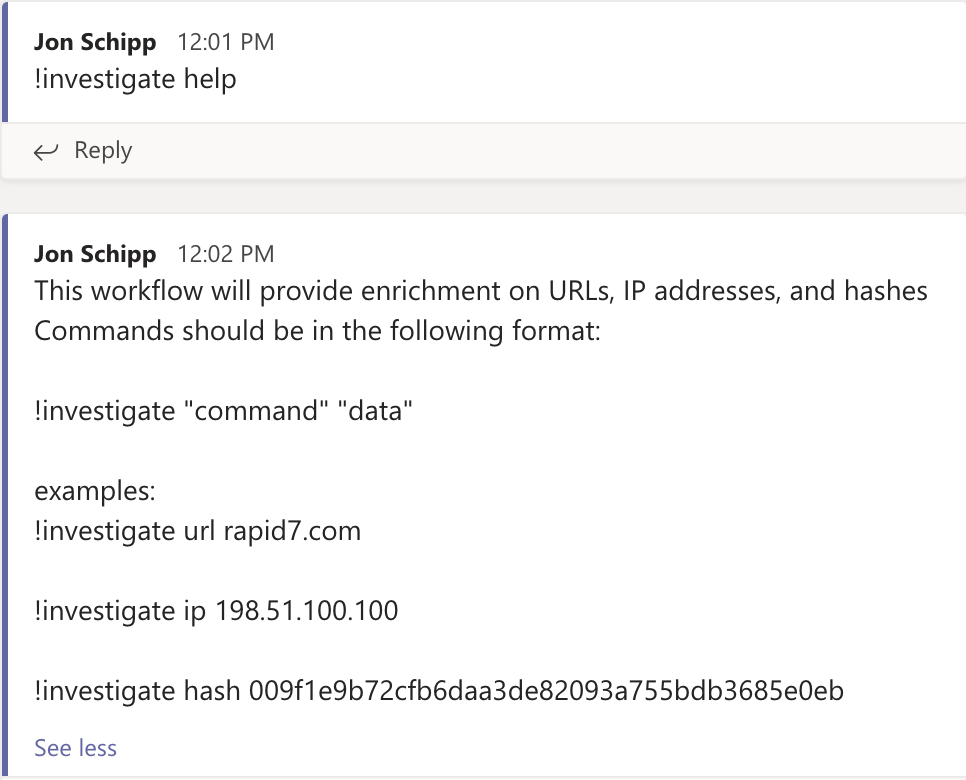 Jon Schipp 12:01 PM
!investigate help
Reply
Jon Schipp 12:02 PM
This workflow will provide enrichment on URLs, IP addresses, and hashes
Commands should be in the following format:
!investigate "command" "data"
examples:
!investigate url rapid7.com
!investigate ip 198.51.100.100
!investigate hash 009f1e9b72cfb6daa3de82093a755bdb3685e0eb
See less